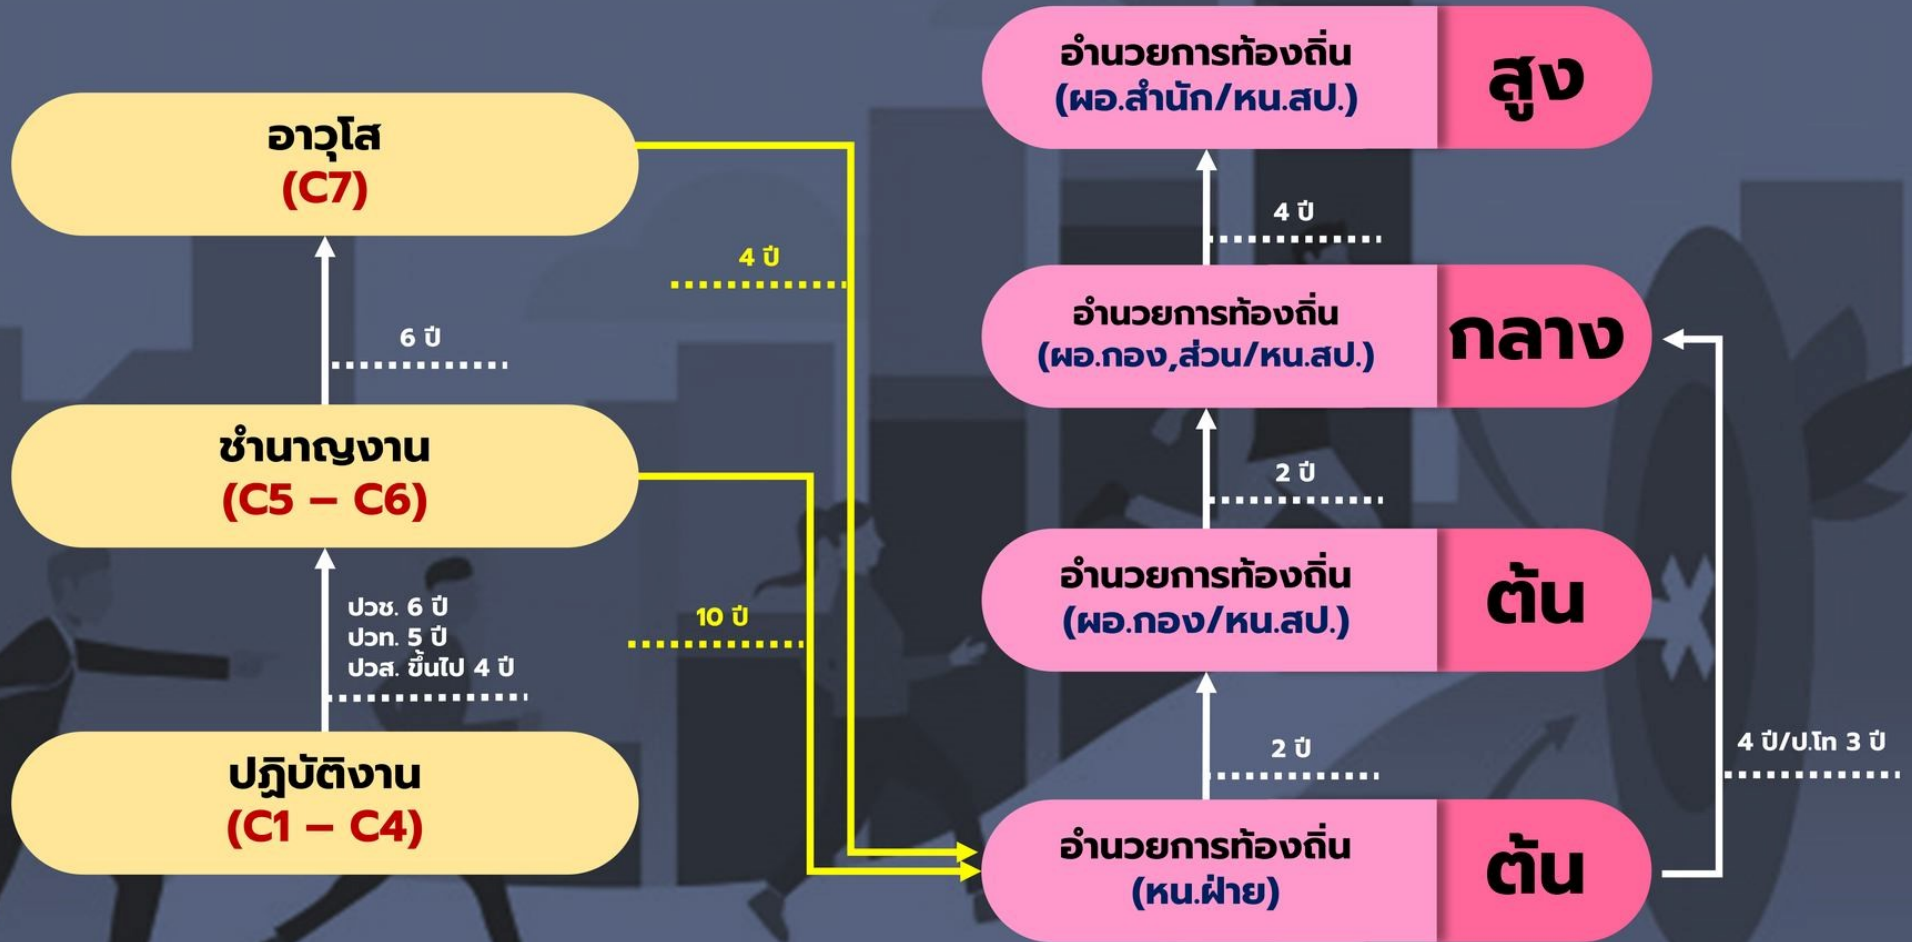 อาวุโส
(C7)
6 ปี
ชำนาญงาน
(C5 – C6)
ปวช. 6 ปี
ปวท. 5 ปี
ปวส. ขึ้นไป 4 ปี
ปฏิบัติงาน
(C1 – C4)
4 ปี
10 ปี
อำนวยการท้องถิ่น
(ผอ.สำนัก/หน.สป.)
สูง
4 ปี
อำนวยการท้องถิ่น
(ผอ.กอง,ส่วน/หน.สป.)
กลาง
2 ปี
อำนวยการท้องถิ่น
(ผอ.กอง/หน.สป.)
ต้น
2 ปี
4 ปี/ป.โท 3 ปี
อำนวยการท้องถิ่น
(หน.ฝ่าย)
ต้น